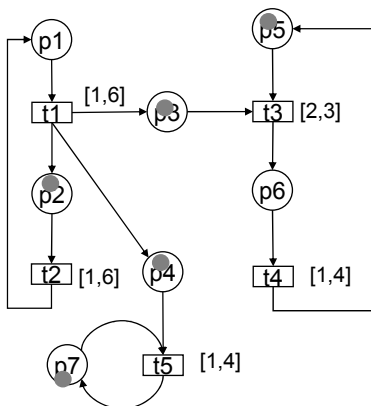 p1
p5
[1,6]
t1
p3
t3
[2,3]
p2
p6
t2
[1,6]
p4
t4
[1,4]
p7
t5
[1,4]